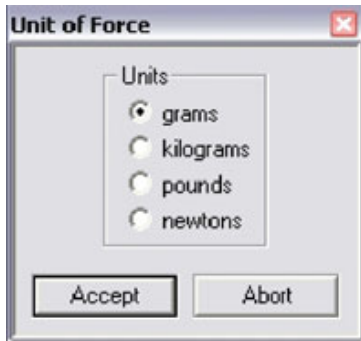 Unit of Force
Units
grams
kilograms
pounds
newtons
Accept Abort